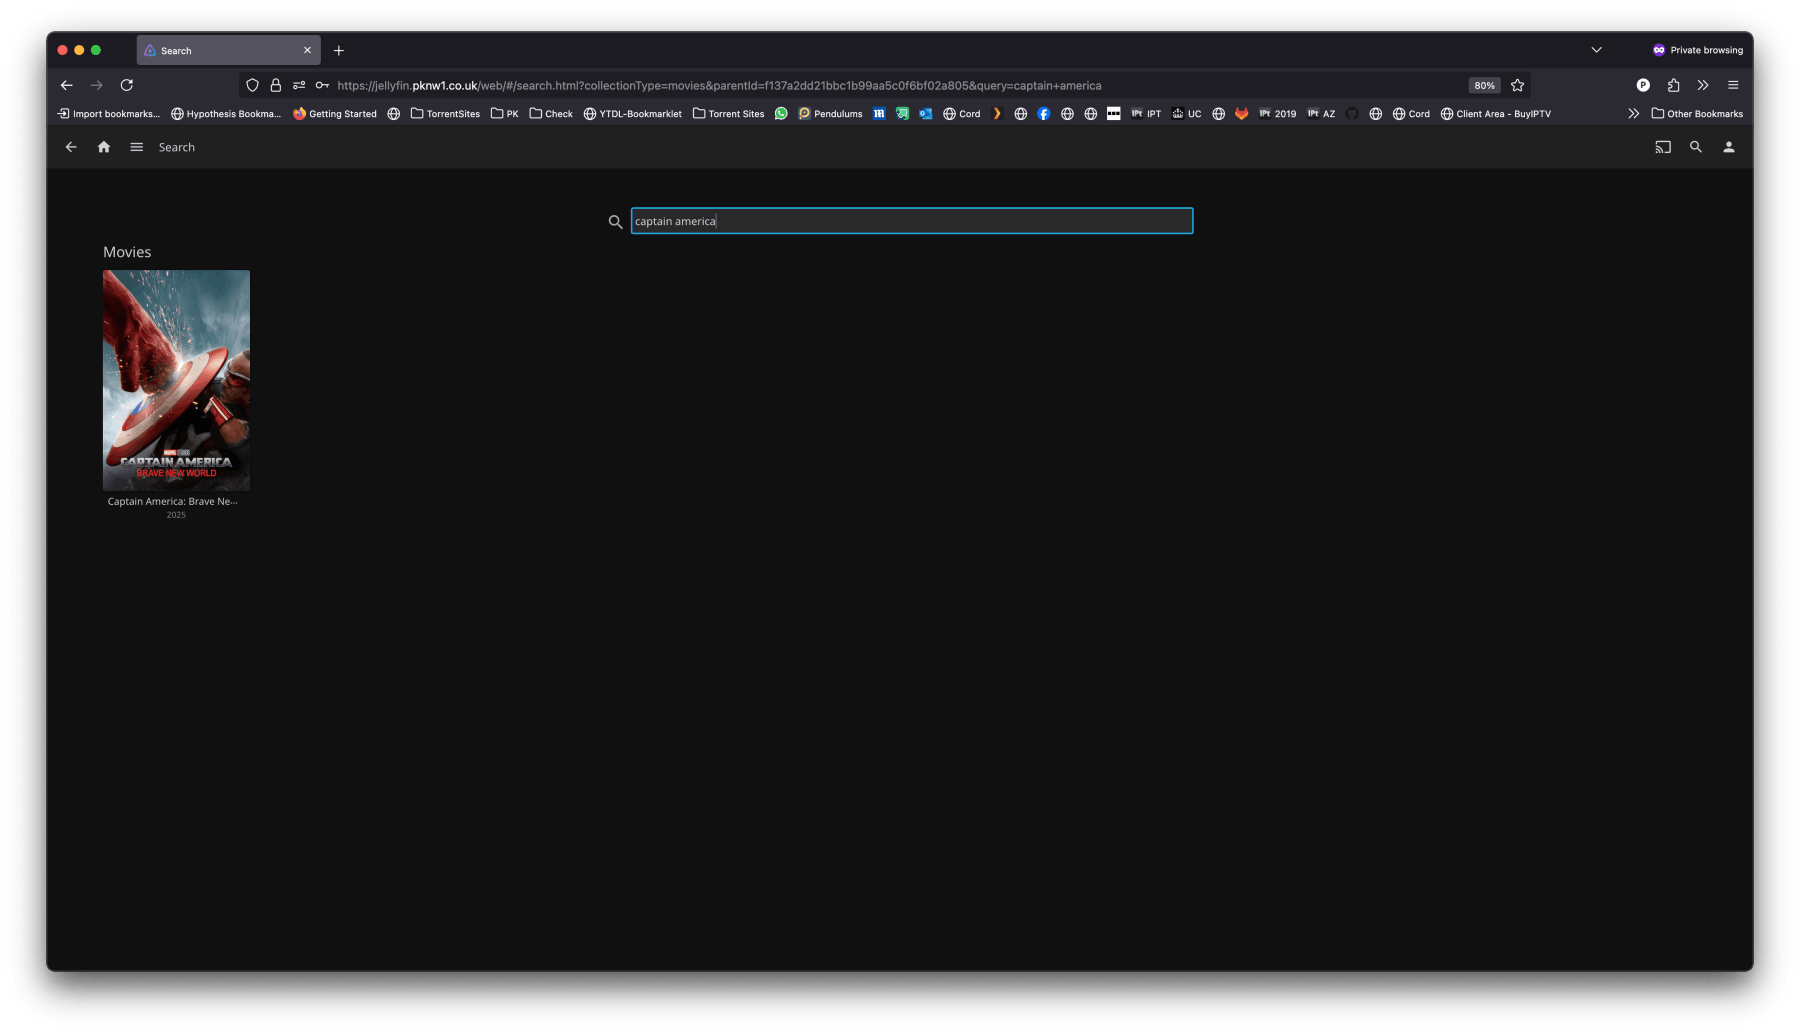 Search
Private browsing
https://jellyfin.pknw1.co.uk/web/#/search.html?collectionType=movies&parentId=f137a2dd21bbc1b99aa5c0f6bf02a805&query=captain+america
80%
P
Import bookmarks...
Hypothesis Bookma...
Getting Started
TorrentSites
PK
Check
YTDL-Bookmarklet
Torrent Sites
Pendulums
m
Cord
IPt IPT
UC
IPt 2019
IPt AZ
Cord
Client Area - BuyIPTV
Other Bookmarks
Search
captain america
Movies
CAPTAIN AMERICA
BRAVE NEW WORLD
Captain America: Brave Ne...
2025